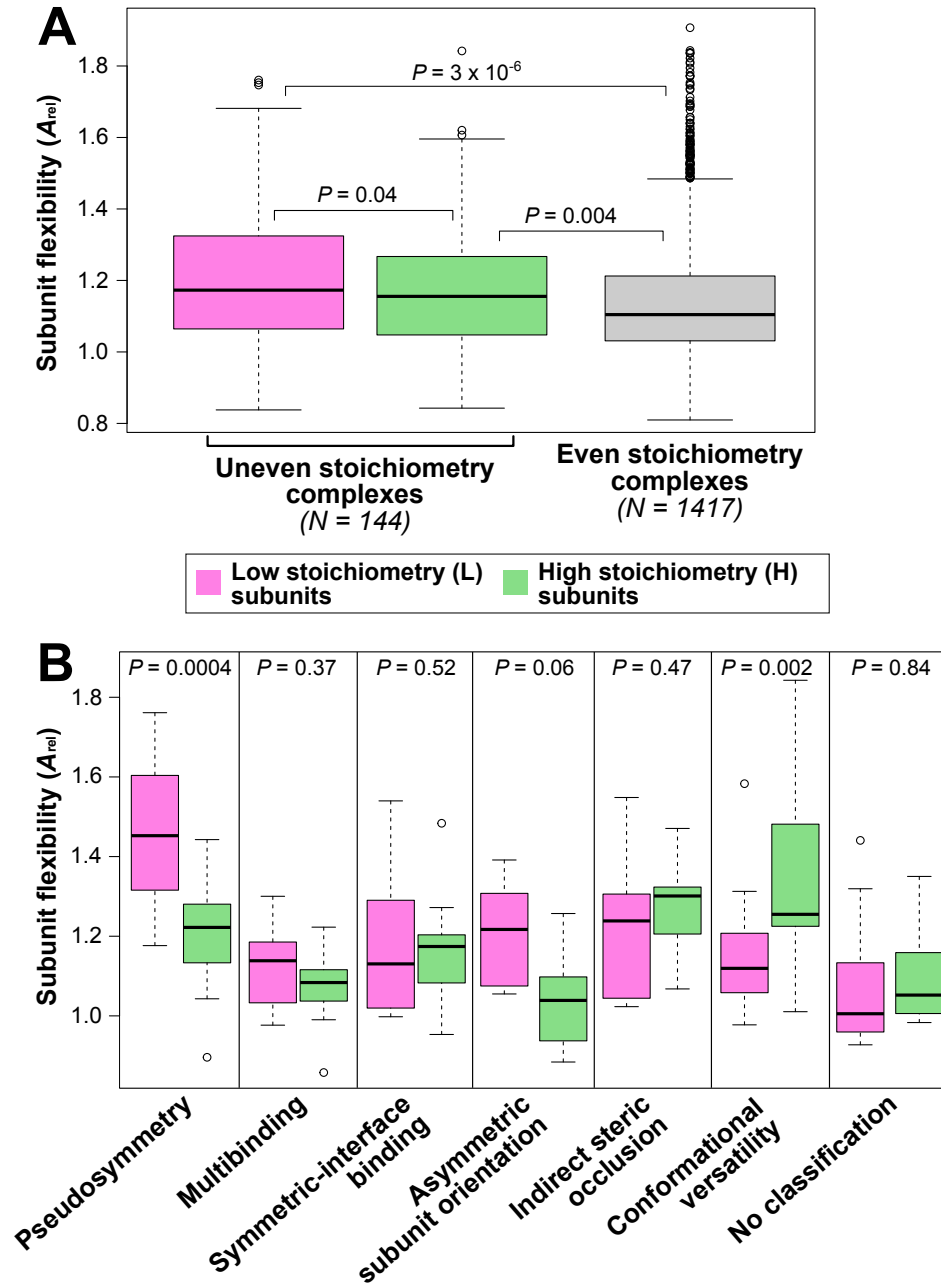 A
Subunit flexibility (Arel)
1.8
1.6
1.4
1.2
1.0
0.8
P = 3 x 10-6
P = 0.04
P = 0.004
Uneven stoichiometry
complexes
(N = 144)
Even stoichiometry
complexes
(N = 1417)
Low stoichiometry (L)
subunits
High stoichiometry (H)
subunits
B
Subunit flexibility (Arel)
1.8
1.6
1.4
1.2
1.0
P = 0.0004
P = 0.37
P = 0.52
P = 0.06
P = 0.47
P = 0.002
P = 0.84
Pseudosymmetry
Multibinding
Symmetric-interface
binding
Asymmetric
subunit orientation
Indirect steric
occlusion
Conformational
versatility
No classification